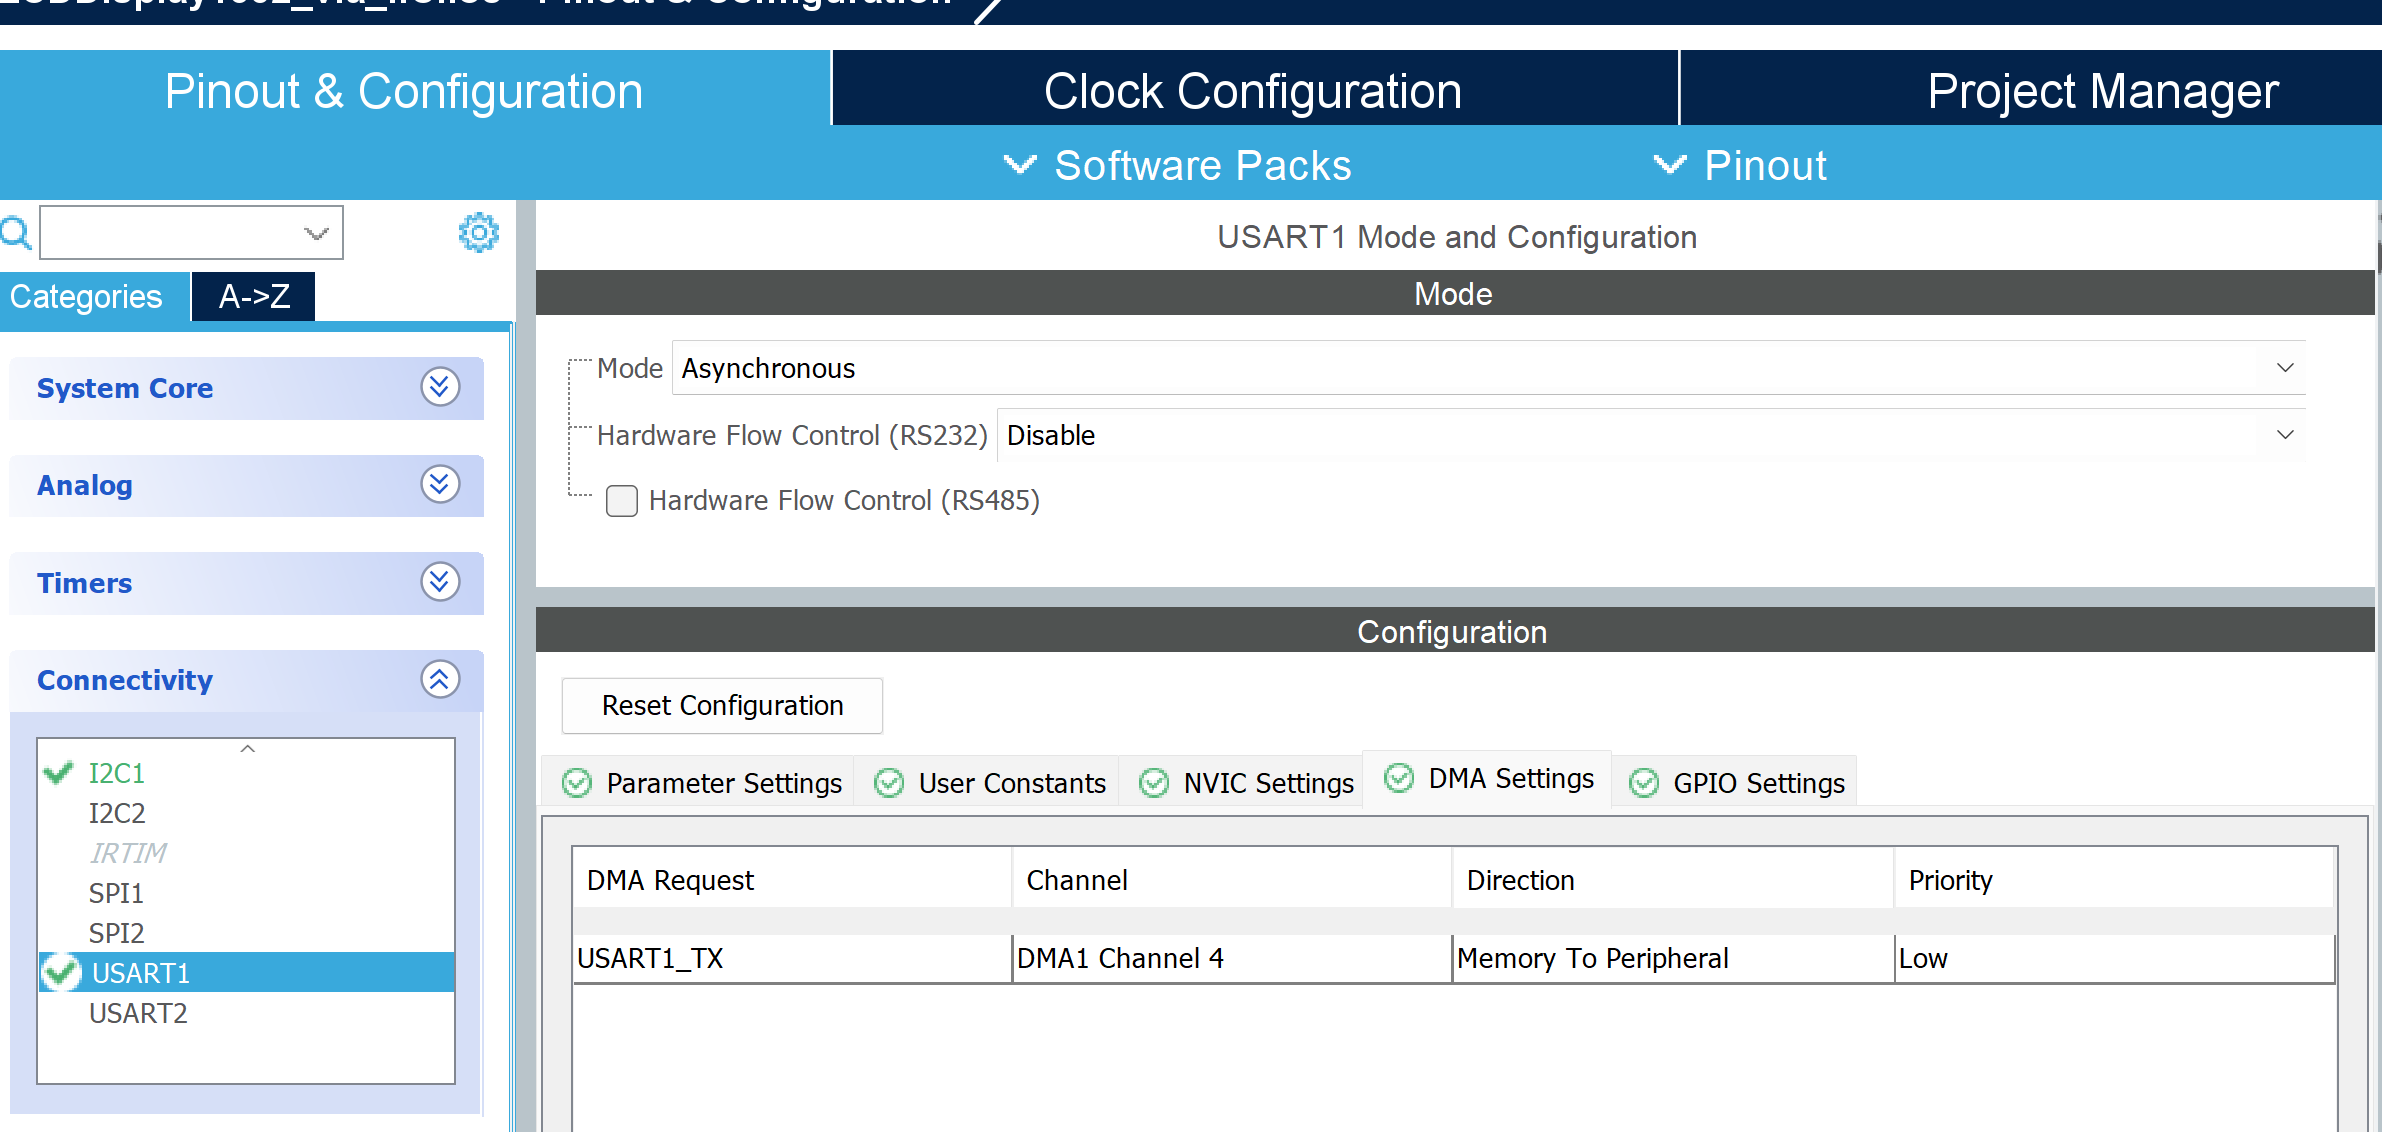 Pinout & Configuration
Clock Configuration
Project Manager
Software Packs
Pinout
Categories
A->Z
System Core
Analog
Timers
Connectivity
I2C1
I2C2
IRTIM
SPI1
SPI2
USART1
USART2
USART1 Mode and Configuration
Mode
Mode Asynchronous
Hardware Flow Control (RS232) Disable
Hardware Flow Control (RS485)
Configuration
Reset Configuration
Parameter Settings
User Constants
NVIC Settings
DMA Settings
GPIO Settings
DMA Request Channel Direction Priority
USART1_TX DMA1 Channel 4 Memory To Peripheral Low